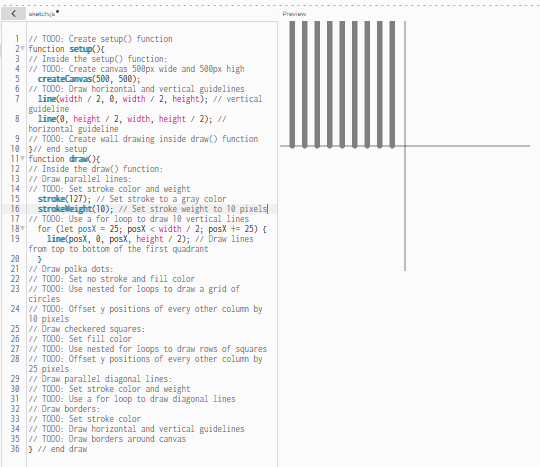 sketch.js
Preview
1 // TODO: Create setup() function
2 function setup(){
3 // Inside the setup() function:
4 // TODO: Create canvas 500px wide and 500px high
5 createCanvas(500, 500);
6 // TODO: Draw horizontal and vertical guidelines
7 line(width / 2, 0, width / 2, height); // vertical
guideline
8 line(0, height / 2, width, height / 2); //
horizontal guideline
9 // TODO: Create wall drawing inside draw() function
10 }// end setup
11 function draw(){
12 // Inside the draw() function:
13 // Draw parallel lines:
14 // TODO: Set stroke color and weight
15 stroke(127); // Set stroke to a gray color
16 strokeWeight(10); // Set stroke weight to 10 pixels
17 // TODO: Use a for loop to draw 10 vertical lines
18 for (let posX = 25; posX < width / 2; posX += 25) {
19 line(posX, 0, posX, height / 2); // Draw lines
from top to bottom of the first quadrant
20 }
21 // Draw polka dots:
22 // TODO: Set no stroke and fill color
23 // TODO: Use nested for loops to draw a grid of
circles
24 // TODO: Offset y positions of every other column by
10 pixels
25 // Draw checkered squares:
26 // TODO: Set fill color
27 // TODO: Use nested for loops to draw rows of squares
28 // TODO: Offset y positions of every other column by
25 pixels
29 // Draw parallel diagonal lines:
30 // TODO: Set stroke color and weight
31 // TODO: Use a for loop to draw diagonal lines
32 // Draw borders:
33 // TODO: Set stroke color
34 // TODO: Draw horizontal and vertical guidelines
35 // TODO: Draw borders around canvas
36 } // end draw